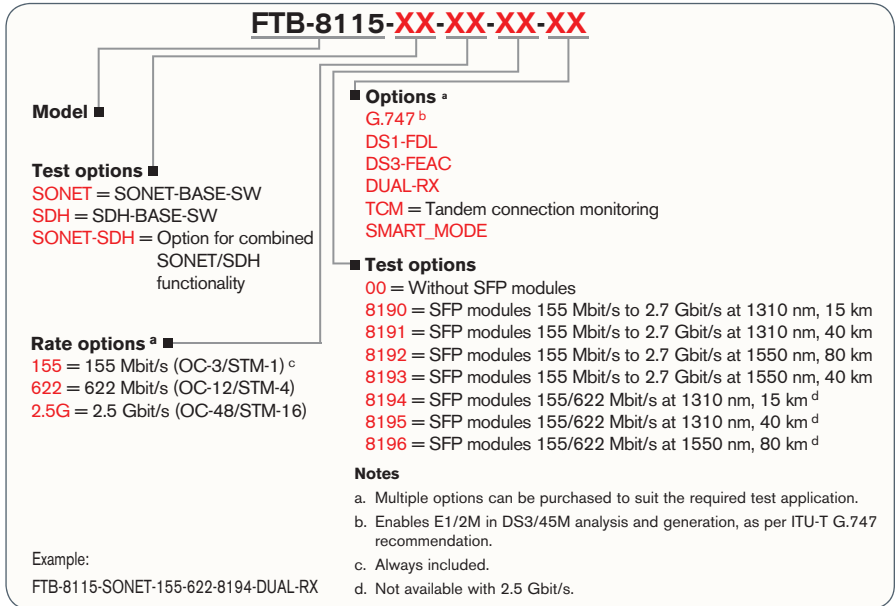 FTB-8115-XX-XX-XX-XX
Model
Test options
SONET = SONET-BASE-SW
SDH = SDH-BASE-SW
SONET-SDH = Option for combined
SONET/SDH
functionality
Rate options a
155 = 155 Mbit/s (OC-3/STM-1) c
622 = 622 Mbit/s (OC-12/STM-4)
2.5G = 2.5 Gbit/s (OC-48/STM-16)
Example:
FTB-8115-SONET-155-622-8194-DUAL-RX
Options a
G.747 b
DS1-FDL
DS3-FEAC
DUAL-RX
TCM = Tandem connection monitoring
SMART_MODE
Test options
00 = Without SFP modules
8190 = SFP modules 155 Mbit/s to 2.7 Gbit/s at 1310 nm, 15 km
8191 = SFP modules 155 Mbit/s to 2.7 Gbit/s at 1310 nm, 40 km
8192 = SFP modules 155 Mbit/s to 2.7 Gbit/s at 1550 nm, 80 km
8193 = SFP modules 155 Mbit/s to 2.7 Gbit/s at 1550 nm, 40 km
8194 = SFP modules 155/622 Mbit/s at 1310 nm, 15 km d
8195 = SFP modules 155/622 Mbit/s at 1310 nm, 40 km d
8196 = SFP modules 155/622 Mbit/s at 1550 nm, 80 km d
Notes
a. Multiple options can be purchased to suit the required test application.
b. Enables E1/2M in DS3/45M analysis and generation, as per ITU-T G.747
recommendation.
c. Always included.
d. Not available with 2.5 Gbit/s.